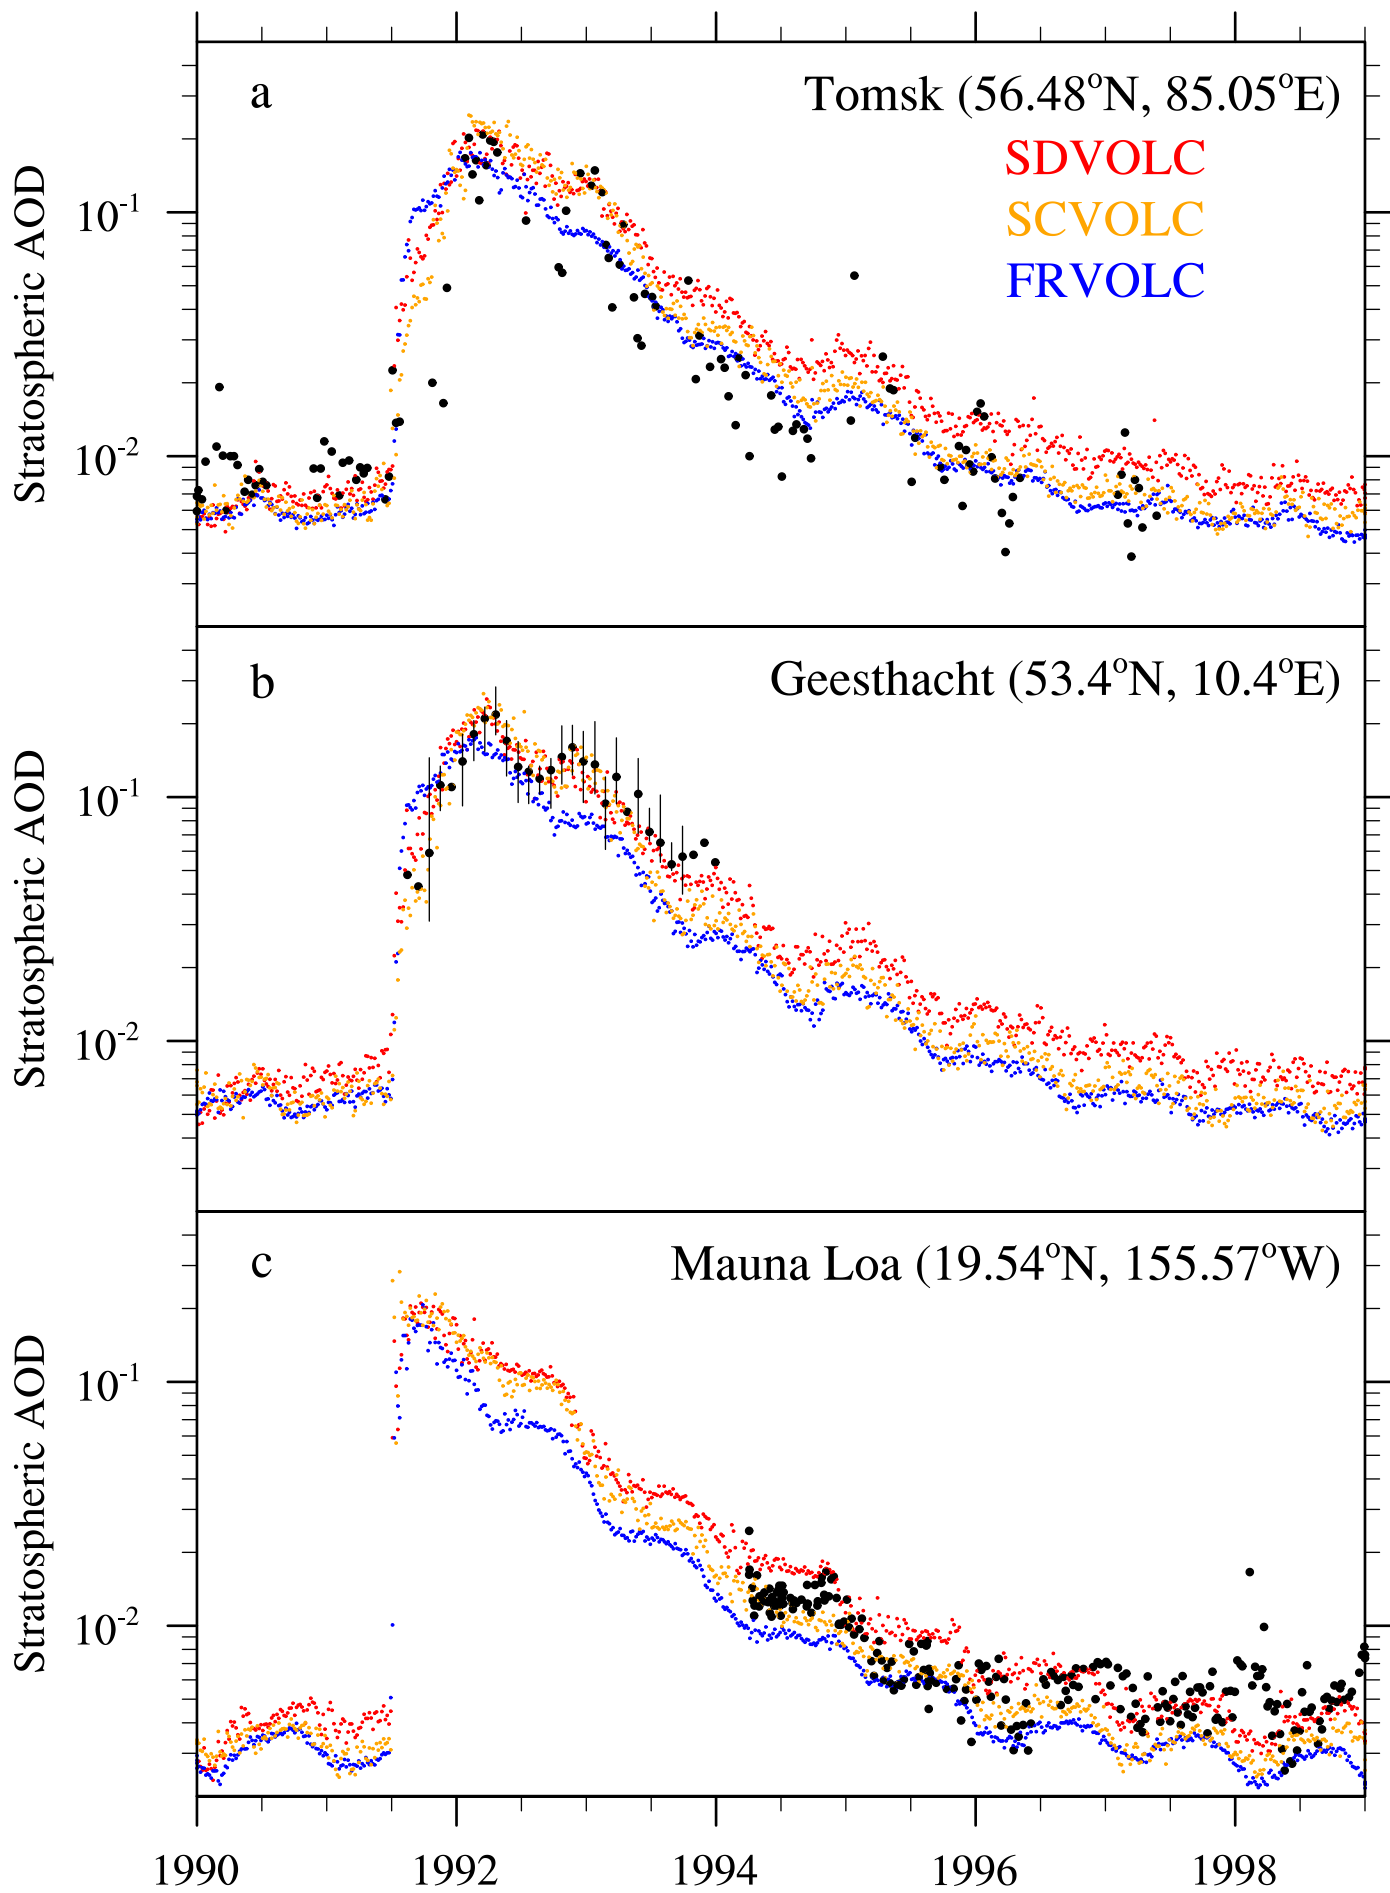 a
Tomsk (56.48°N, 85.05°E)
SDVOLC
SCVOLC
FRVOLC
Stratospheric AOD
10-1
10-2
b
Geesthacht (53.4°N, 10.4°E)
Stratospheric AOD
10-1
10-2
c
Mauna Loa (19.54°N, 155.57°W)
Stratospheric AOD
10-1
10-2
1990 1992 1994 1996 1998